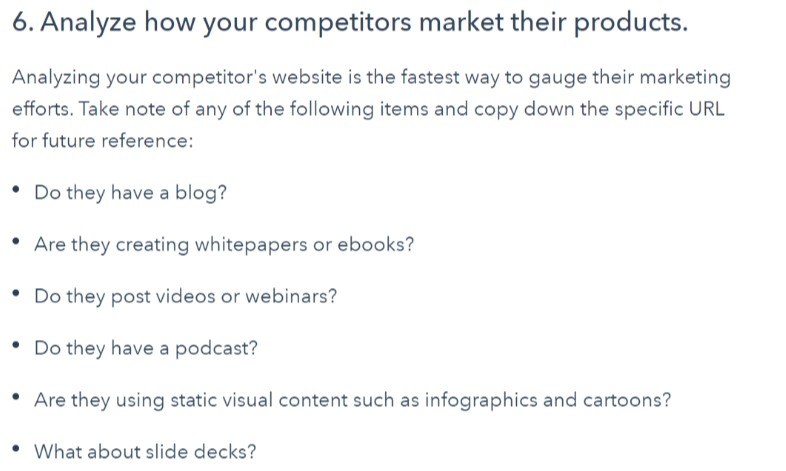 6. Analyze how your competitors market their products.
Analyzing your competitor's website is the fastest way to gauge their marketing
efforts. Take note of any of the following items and copy down the specific URL
for future reference:
• Do they have a blog?
• Are they creating whitepapers or ebooks?
• Do they post videos or webinars?
• Do they have a podcast?
• Are they using static visual content such as infographics and cartoons?
• What about slide decks?